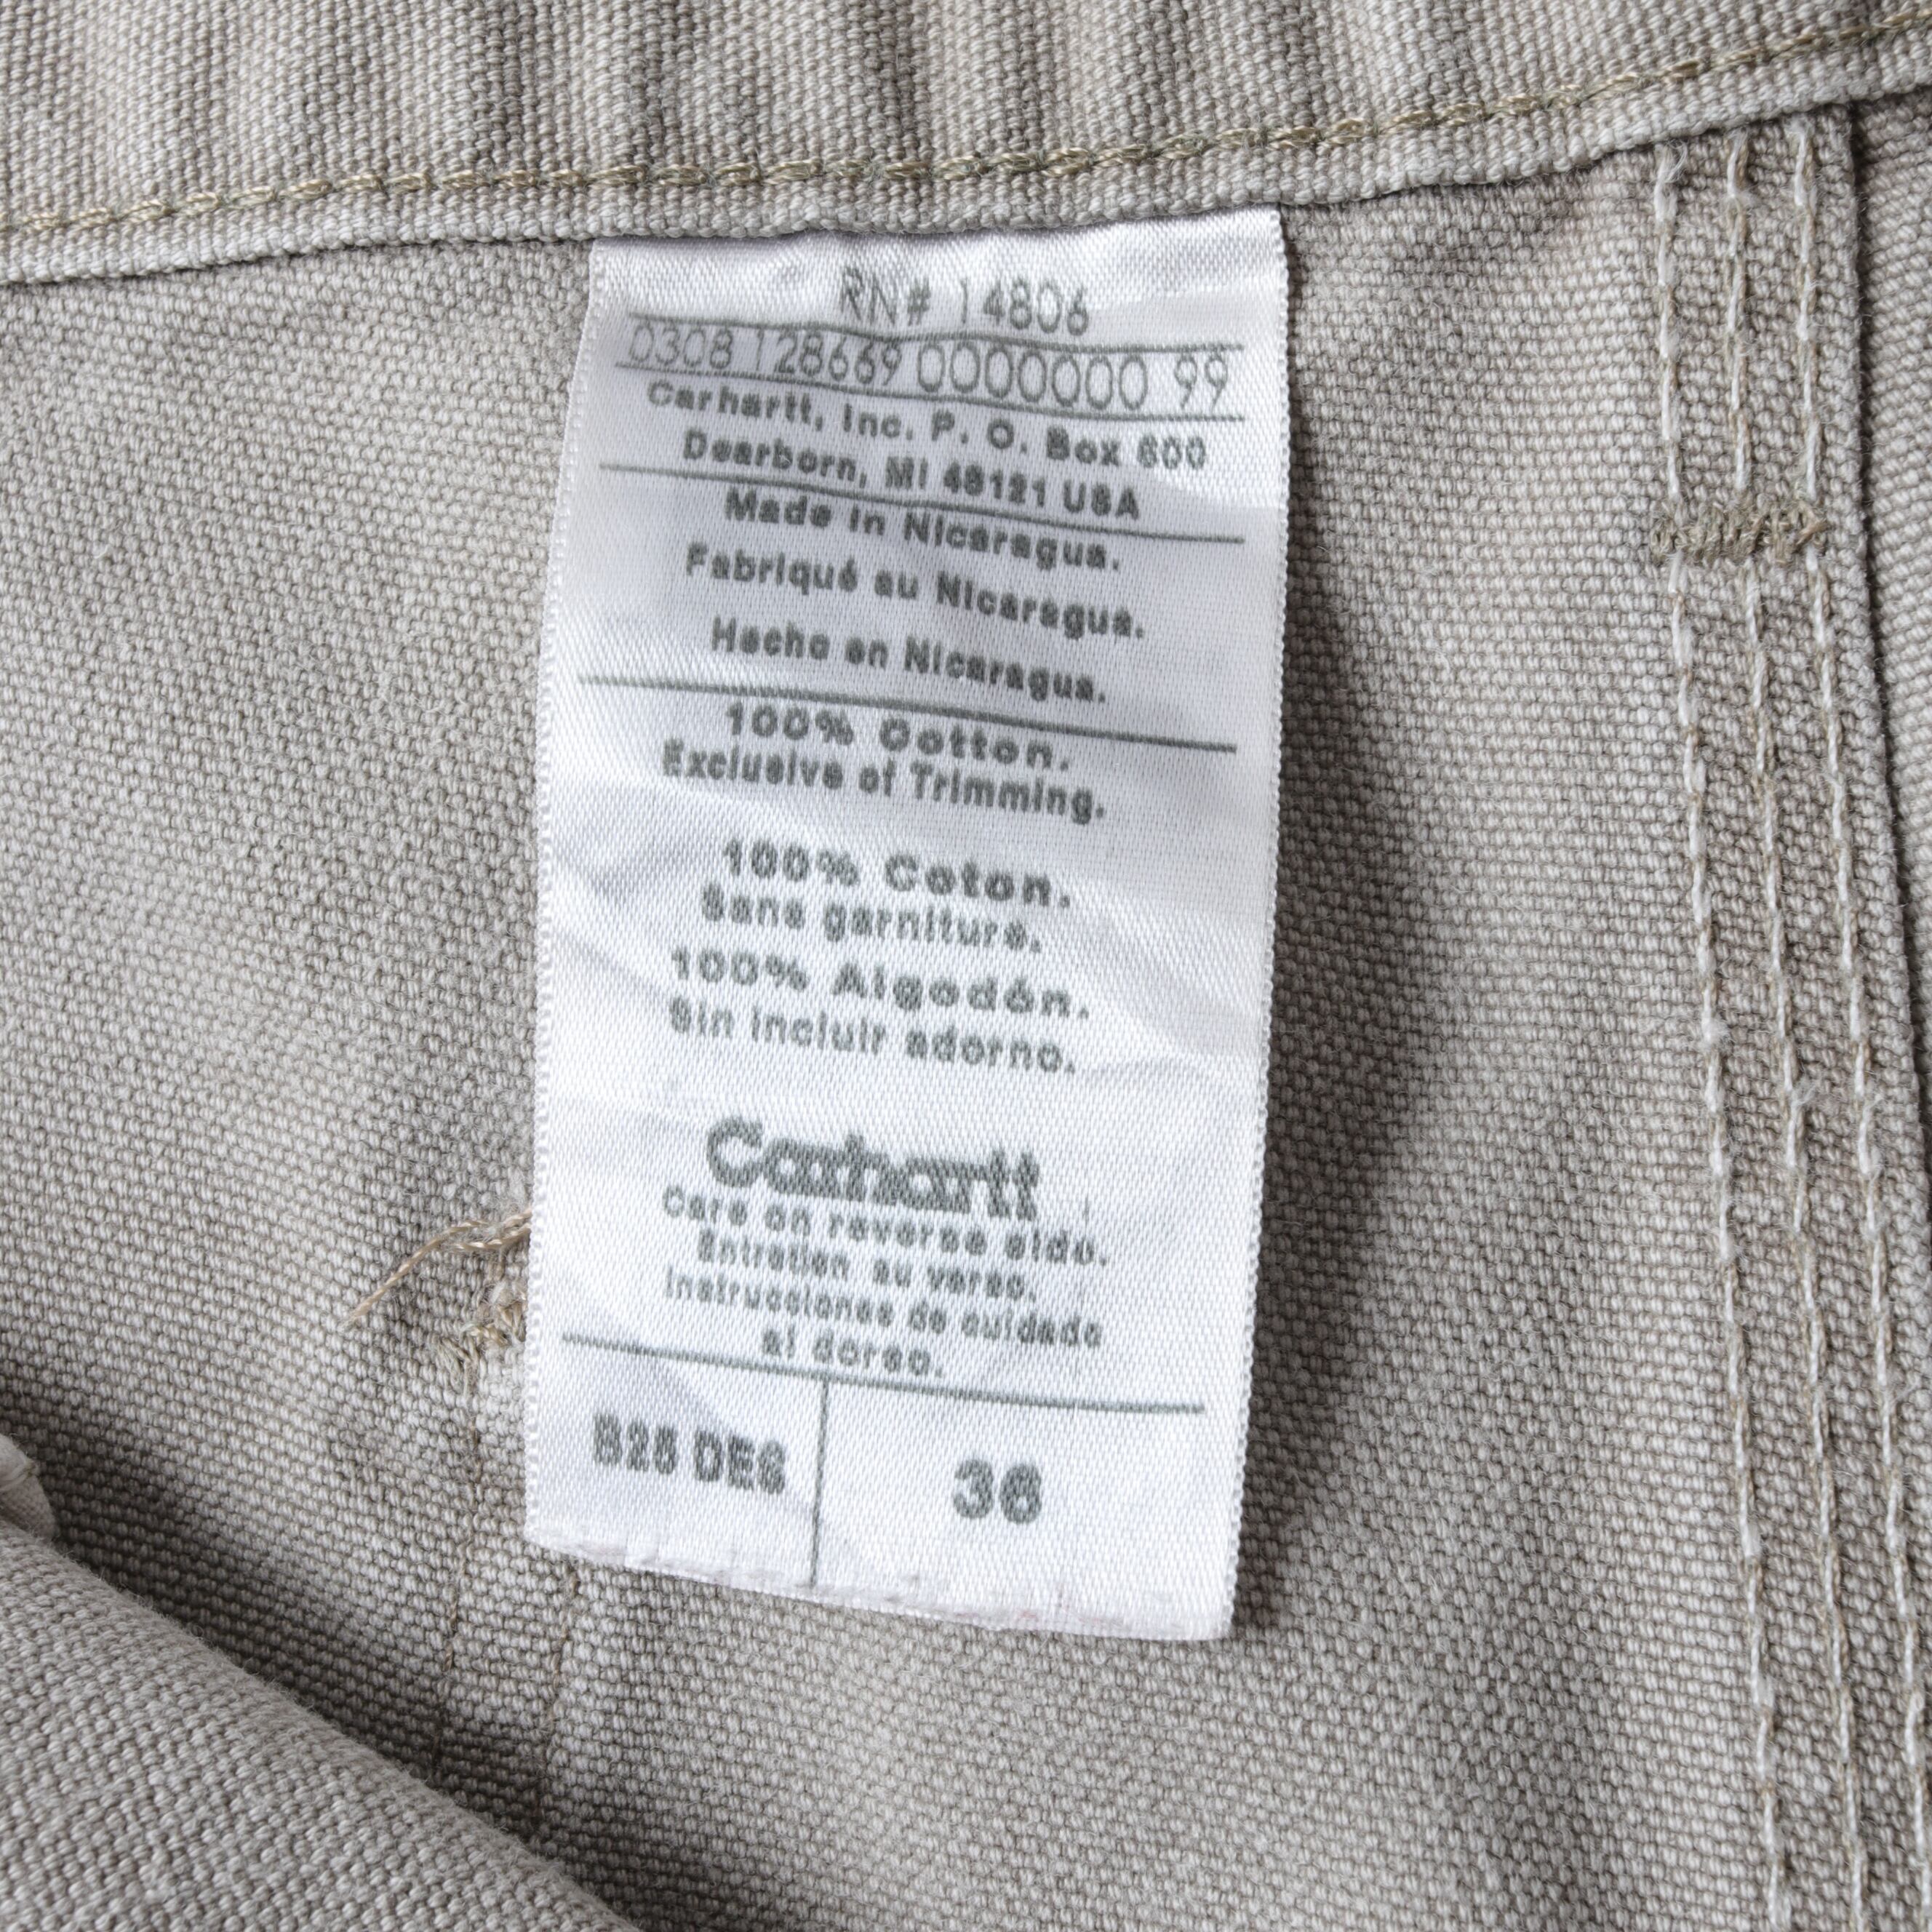 RN# 14806
0308 128669 0000000 99
Carhartt, Inc. P. O. Box 600
Dearborn, MI 48121 USA
Made in Nicaragua.
Fabriqué au Nicaragua.
Hecho en Nicaragua.
100% Cotton.
Exclusive of Trimming.
100% Coton.
Sans garniture.
100% Algodón.
Sin incluir adorno.
Carhartt
Care on reverse side.
Entretien au verso.
Instrucciones de cuidado
al dorso.
B25 DES 36